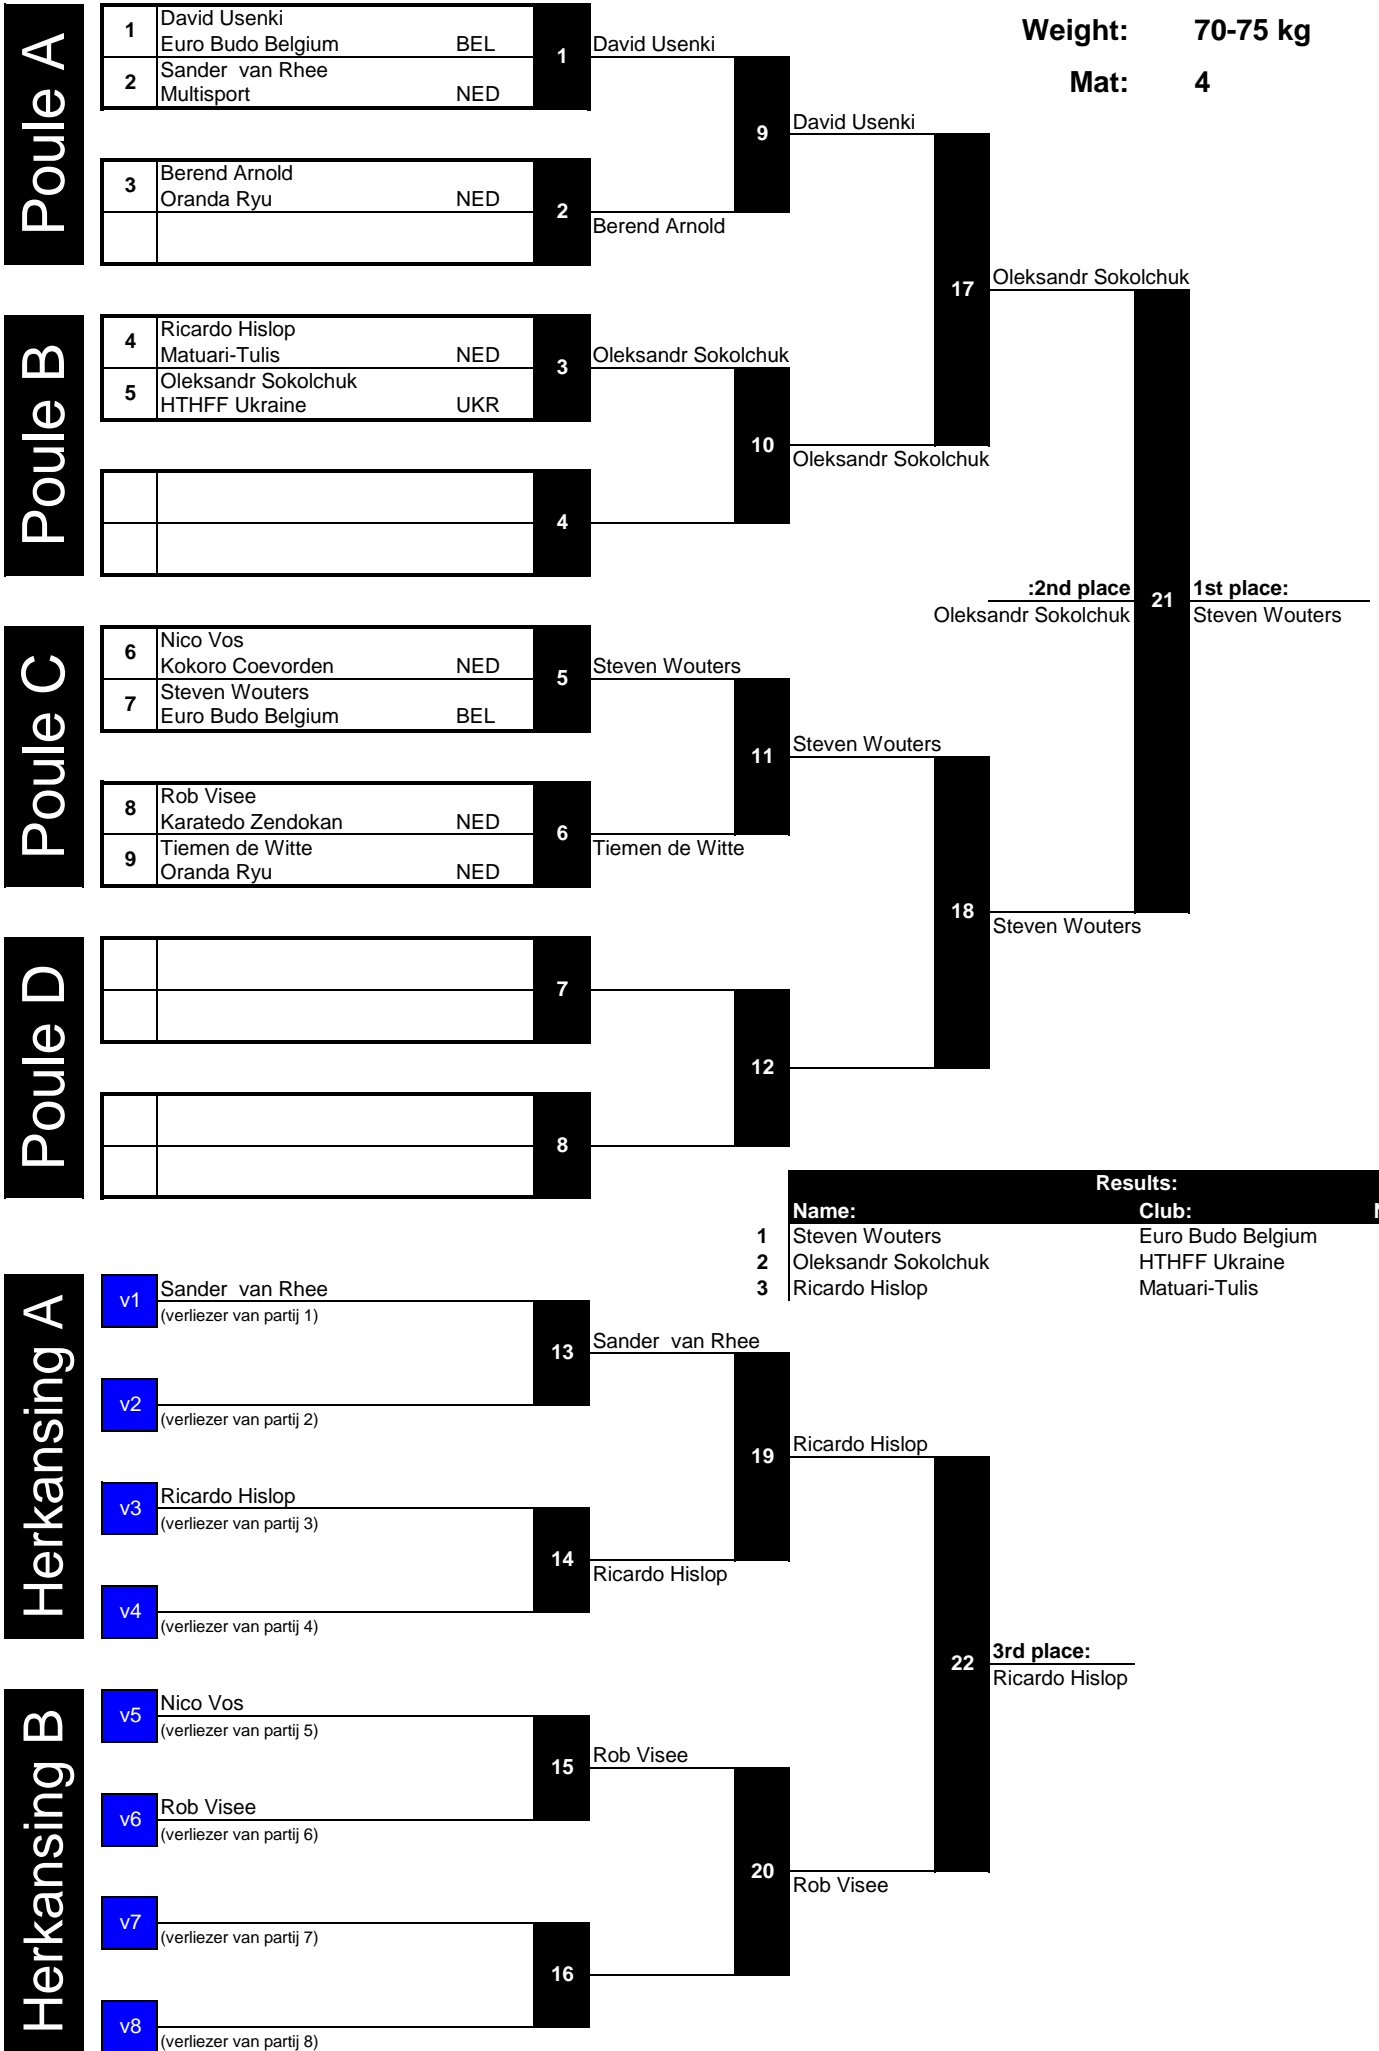 Weight: 70-75 kg
Mat: 4
Poule A
1 David Usenki
Euro Budo Belgium BEL
2 Sander van Rhee
Multisport NED
1
David Usenki
3 Berend Arnold
Oranda Ryu NED
2
Berend Arnold
9
David Usenki
Poule B
4 Ricardo Hislop
Matuari-Tulis NED
5 Oleksandr Sokolchuk
HTHFF Ukraine UKR
3
Oleksandr Sokolchuk
4
10
Oleksandr Sokolchuk
17
Oleksandr Sokolchuk
Poule C
6 Nico Vos
Kokoro Coevorden NED
7 Steven Wouters
Euro Budo Belgium BEL
5
Steven Wouters
8 Rob Visee
Karatedo Zendokan NED
9 Tiemen de Witte
Oranda Ryu NED
6
Tiemen de Witte
11
Steven Wouters
Poule D
7
8
12
18
Steven Wouters
:2nd place
Oleksandr Sokolchuk
21
1st place:
Steven Wouters
Results:
Name: Club:
1 Steven Wouters Euro Budo Belgium
2 Oleksandr Sokolchuk HTHFF Ukraine
3 Ricardo Hislop Matuari-Tulis
Herkansing A
v1 Sander van Rhee
(verliezer van partij 1)
v2
(verliezer van partij 2)
13
Sander van Rhee
v3 Ricardo Hislop
(verliezer van partij 3)
v4
(verliezer van partij 4)
14
Ricardo Hislop
19
Ricardo Hislop
Herkansing B
v5 Nico Vos
(verliezer van partij 5)
v6 Rob Visee
(verliezer van partij 6)
15
Rob Visee
v7
(verliezer van partij 7)
v8
(verliezer van partij 8)
16
20
Rob Visee
22
3rd place:
Ricardo Hislop